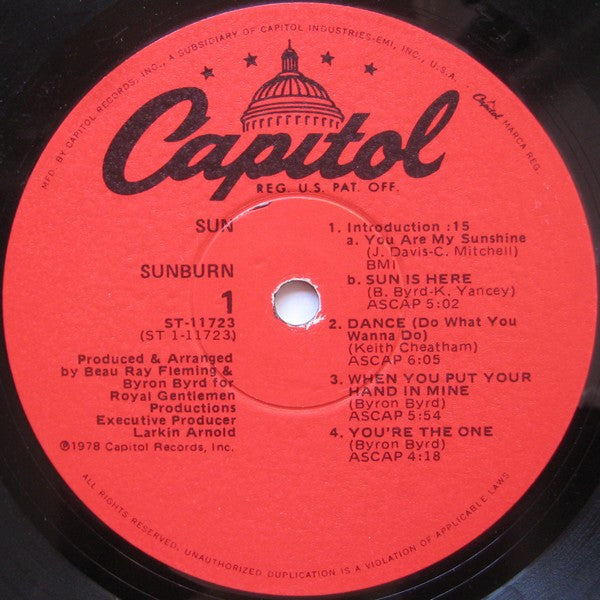 MFD. BY CAPITOL RECORDS, INC., A SUBSIDIARY OF CAPITOL INDUSTRIES-EMI, INC., U.S.A.
Capitol MARCA REG.
Capitol
REG. U.S. PAT. OFF.
SUN
SUNBURN
1
ST-11723
(ST 1-11723)
Produced & Arranged
by Beau Ray Fleming &
Byron Byrd for
Royal Gentlemen
Productions
Executive Producer
Larkin Arnold
℗1978 Capitol Records, Inc.
1. Introduction :15
a. You Are My Sunshine
(J. Davis-C. Mitchell)
BMI
b. SUN IS HERE
(B. Byrd-K. Yancey)
ASCAP 5:02
2. DANCE (Do What You
Wanna Do)
(Keith Cheatham)
ASCAP 6:05
3. WHEN YOU PUT YOUR
HAND IN MINE
(Byron Byrd)
ASCAP 5:54
4. YOU'RE THE ONE
(Byron Byrd)
ASCAP 4:18
ALL RIGHTS RESERVED. UNAUTHORIZED DUPLICATION IS A VIOLATION OF APPLICABLE LAWS